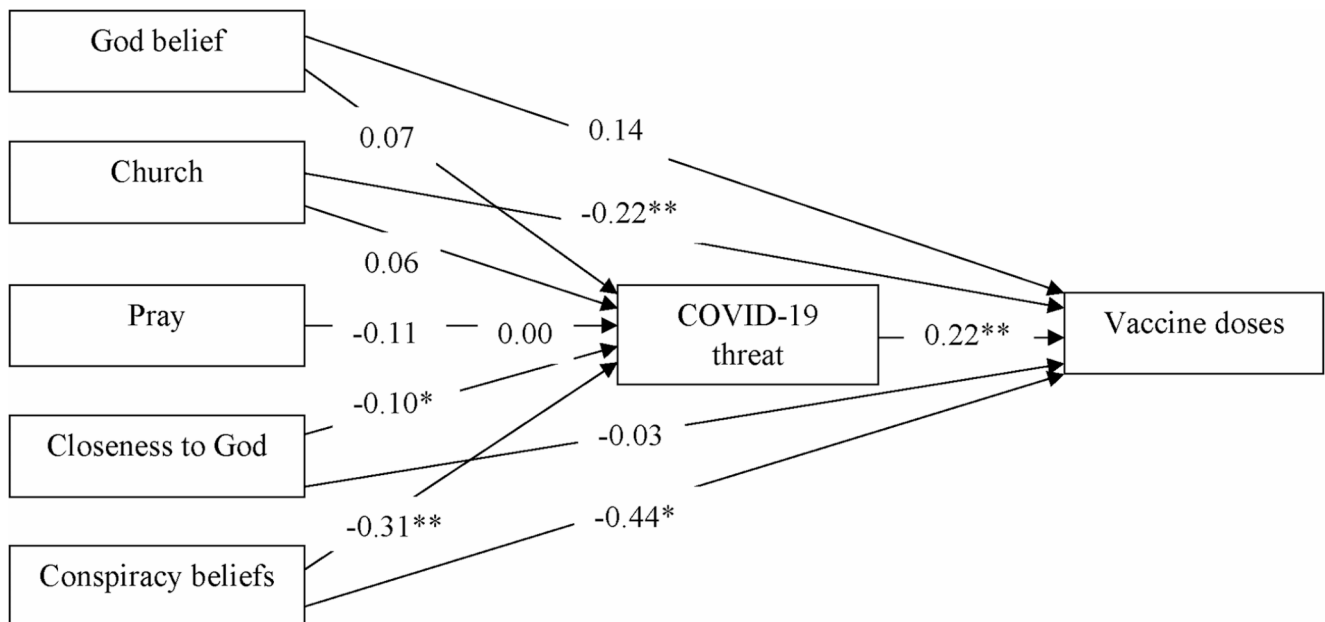 God belief
0.14
0.07
Church
-0.22**
0.06
Pray
-0.11
0.00
COVID-19
threat
0.22**
Vaccine doses
-0.10*
Closeness to God
-0.03
-0.31**
-0.44*
Conspiracy beliefs